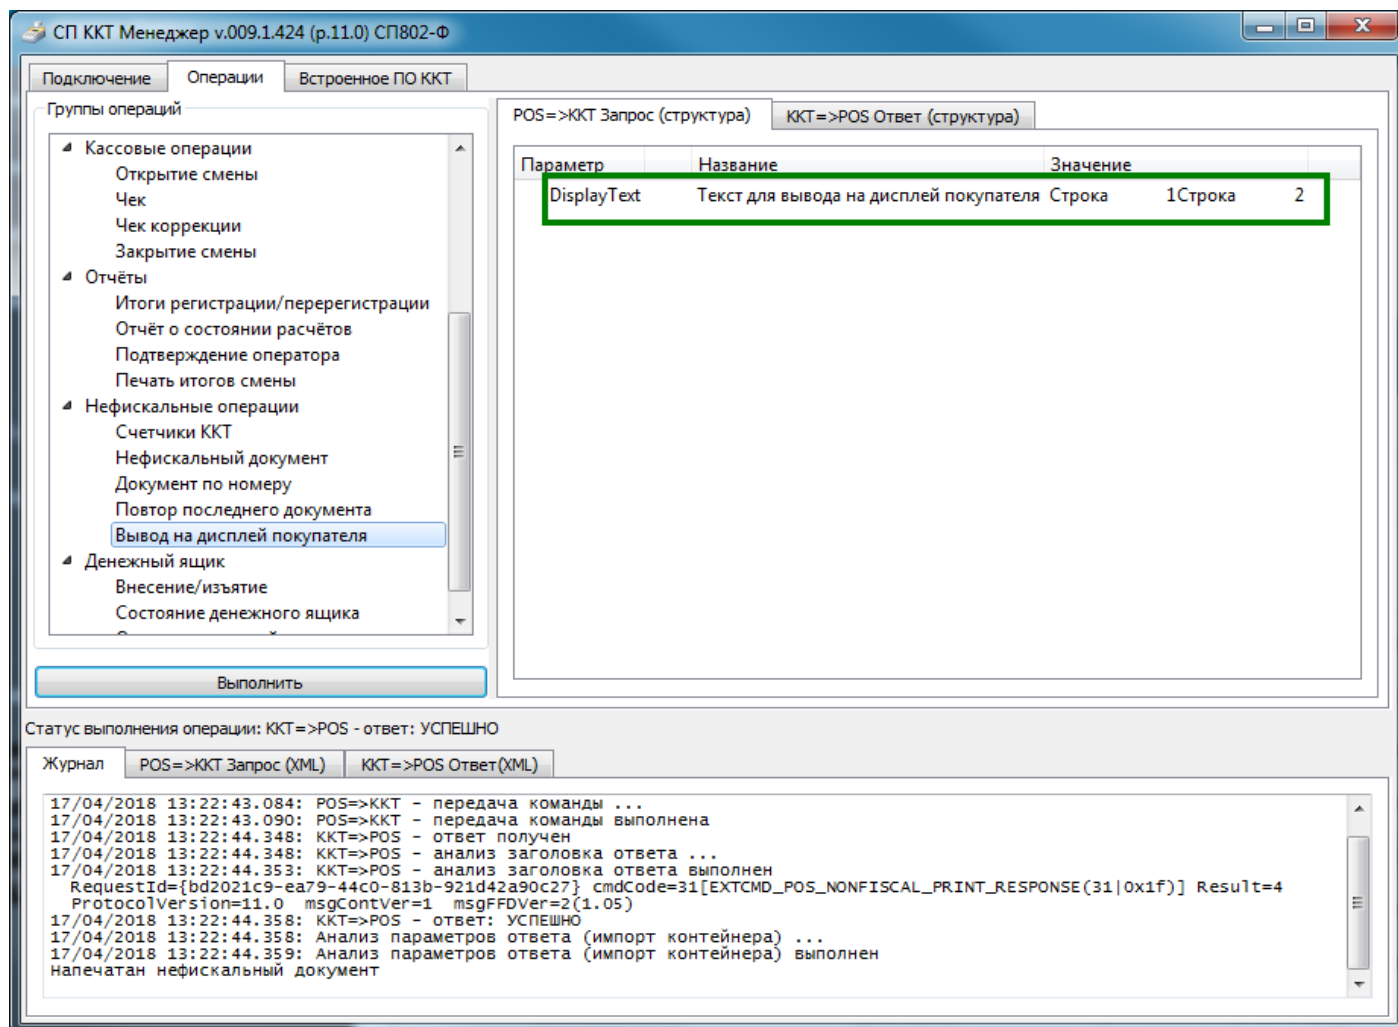 СП ККТ Менеджер v.009.1.424 (р.11.0) СП802-Ф
Подключение Операции Встроенное ПО ККТ
Группы операций
Кассовые операции
Открытие смены
Чек
Чек коррекции
Закрытие смены
Отчёты
Итоги регистрации/перерегистрации
Отчёт о состоянии расчётов
Подтверждение оператора
Печать итогов смены
Нефискальные операции
Счетчики ККТ
Нефискальный документ
Документ по номеру
Повтор последнего документа
Вывод на дисплей покупателя
Денежный ящик
Внесение/изъятие
Состояние денежного ящика
Выполнить
POS=>ККТ Запрос (структура) ККТ=>POS Ответ (структура)
Параметр Название Значение
DisplayText Текст для вывода на дисплей покупателя Строка 1Строка 2
Статус выполнения операции: ККТ=>POS - ответ: УСПЕШНО
Журнал POS=>ККТ Запрос (XML) ККТ=>POS Ответ(XML)
17/04/2018 13:22:43.084: POS=>ККТ - передача команды ...
17/04/2018 13:22:43.090: POS=>ККТ - передача команды выполнена
17/04/2018 13:22:44.348: ККТ=>POS - ответ получен
17/04/2018 13:22:44.348: ККТ=>POS - анализ заголовка ответа ...
17/04/2018 13:22:44.353: ККТ=>POS - анализ заголовка ответа выполнен
RequestId={bd2021c9-ea79-44c0-813b-921d42a90c27} cmdCode=31[EXTCMD_POS_NONFISCAL_PRINT_RESPONSE(31|0x1f)] Result=4
ProtocolVersion=11.0 msgContVer=1 msgFFDVer=2(1.05)
17/04/2018 13:22:44.358: ККТ=>POS - ответ: УСПЕШНО
17/04/2018 13:22:44.358: Анализ параметров ответа (импорт контейнера) ...
17/04/2018 13:22:44.359: Анализ параметров ответа (импорт контейнера) выполнен
Напечатан нефискальный документ